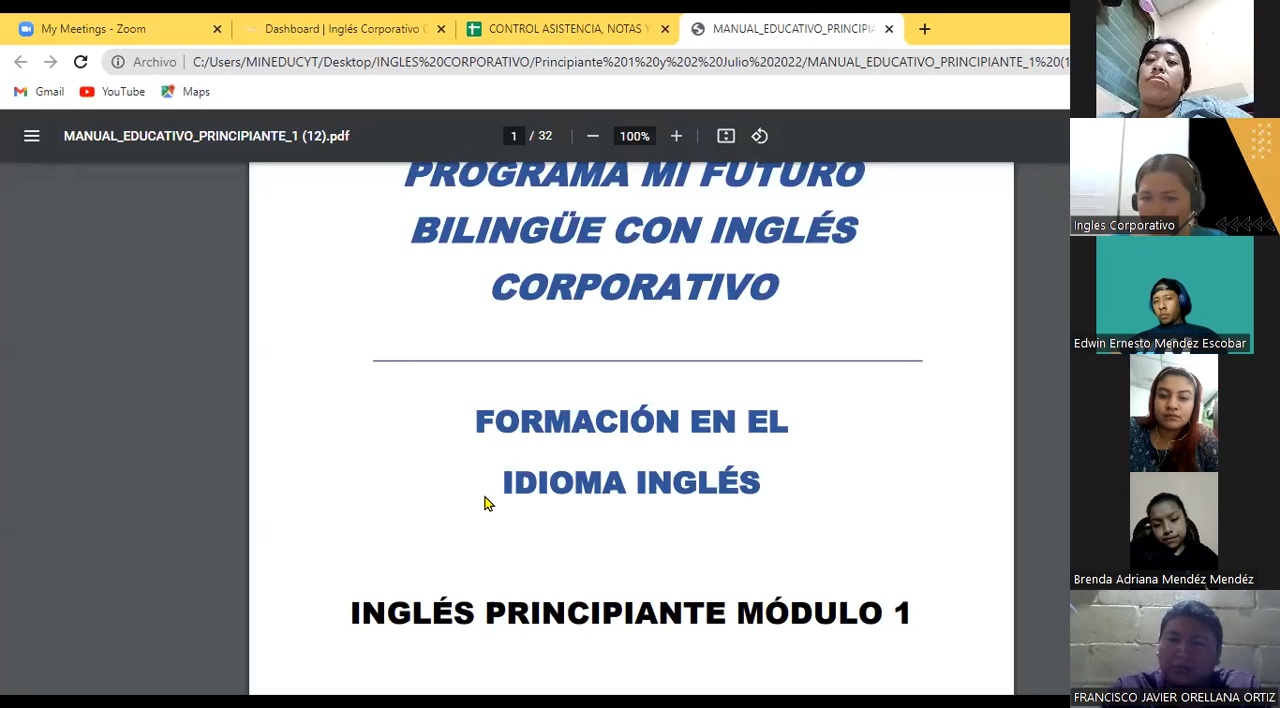 My Meetings - Zoom
Dashboard | Inglés Corporativo
CONTROL ASISTENCIA, NOTAS Y
MANUAL_EDUCATIVO_PRINCIPIA
Archivo
C:/Users/MINEDUCYT/Desktop/INGLES%20CORPORATIVO/Principiante%201%20y%202%20Julio%202022/MANUAL_EDUCATIVO_PRINCIPIANTE_1%20(1
Gmail
YouTube
Maps
MANUAL_EDUCATIVO_PRINCIPIANTE_1 (12).pdf
1 / 32
100%
PROGRAMA MI FUTURO
BILINGÜE CON INGLÉS
CORPORATIVO
FORMACIÓN EN EL
IDIOMA INGLÉS
INGLÉS PRINCIPIANTE MÓDULO 1
Ingles Corporativo
Edwin Ernesto Mendez Escobar
Brenda Adriana Mendéz Mendéz
FRANCISCO JAVIER ORELLANA ORTIZ